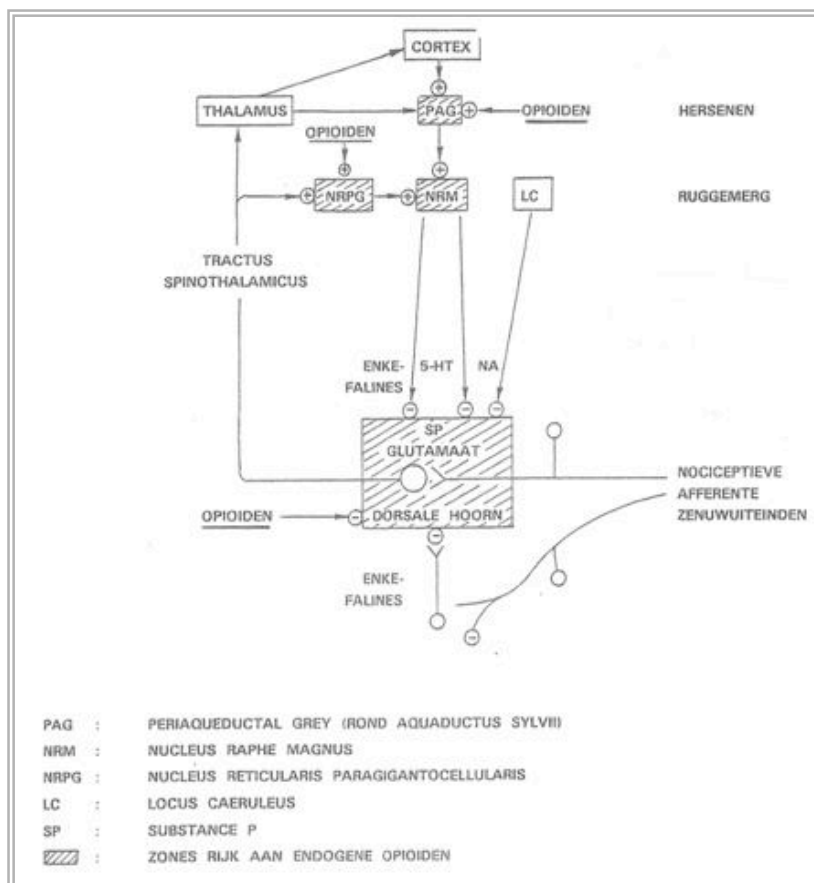 CORTEX
THALAMUS
PAG
OPIOIDEN
HERSENEN
OPIOIDEN
NRPG
NRM
LC
RUGGEMERG
TRACTUS
SPINOTHALAMICUS
ENKE-
FALINES
5-HT
NA
SP
GLUTAMAAT
NOCICEPTIEVE
AFFERENTE
ZENUWUITEINDEN
OPIOIDEN
DORSALE HOORN
ENKE-
FALINES
PAG : PERIAQUEDUCTAL GREY (ROND AQUADUCTUS SYLVII)
NRM : NUCLEUS RAPHE MAGNUS
NRPG : NUCLEUS RETICULARIS PARAGIGANTOCELLULARIS
LC : LOCUS CAERULEUS
SP : SUBSTANCE P
: ZONES RIJK AAN ENDOGENE OPIOIDEN